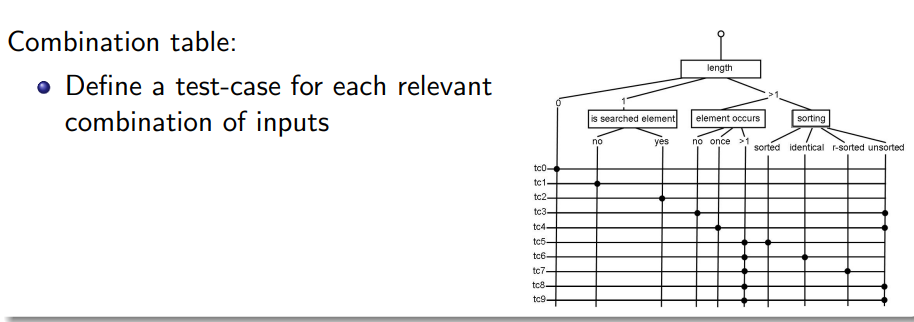 Combination table:
Define a test-case for each relevant
combination of inputs
length
0 1 >1
is searched element element occurs sorting
no yes no once >1 sorted identical r-sorted unsorted
tc0
tc1
tc2
tc3
tc4
tc5
tc6
tc7
tc8
tc9